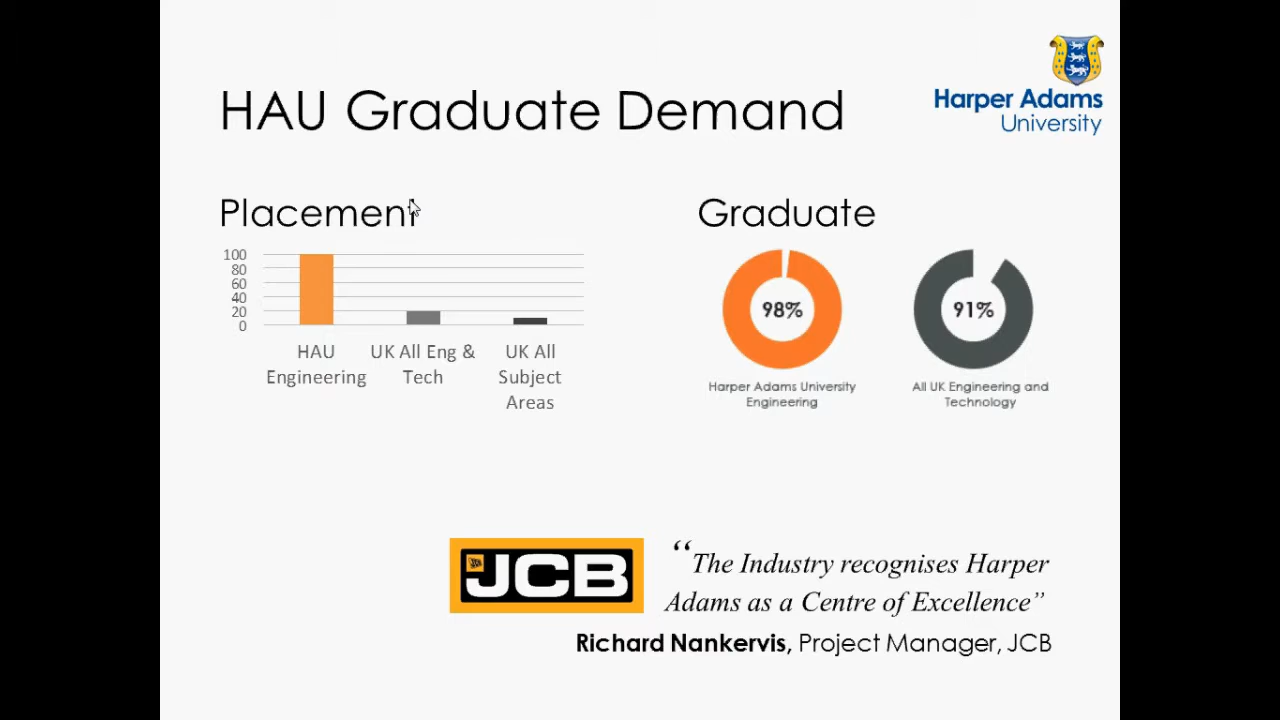 Harper Adams
University
HAU Graduate Demand
Placement
100
80
60
40
20
0
HAU
Engineering
UK All Eng &
Tech
UK All
Subject
Areas
Graduate
98%
Harper Adams University
Engineering
91%
All UK Engineering and
Technology
JCB
“The Industry recognises Harper
Adams as a Centre of Excellence”
Richard Nankervis, Project Manager, JCB